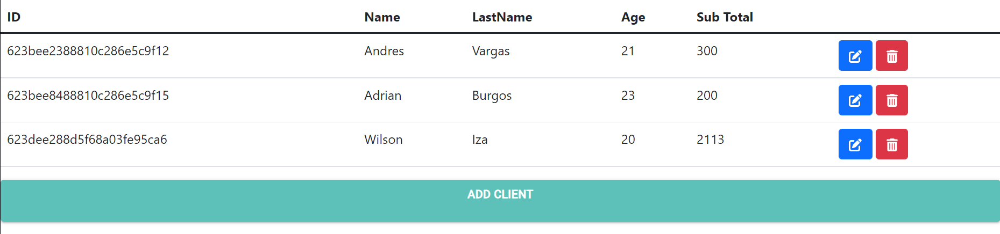 ID Name LastName Age Sub Total
623bee2388810c286e5c9f12 Andres Vargas 21 300
623bee8488810c286e5c9f15 Adrian Burgos 23 200
623dee288d5f68a03fe95ca6 Wilson Iza 20 2113
ADD CLIENT